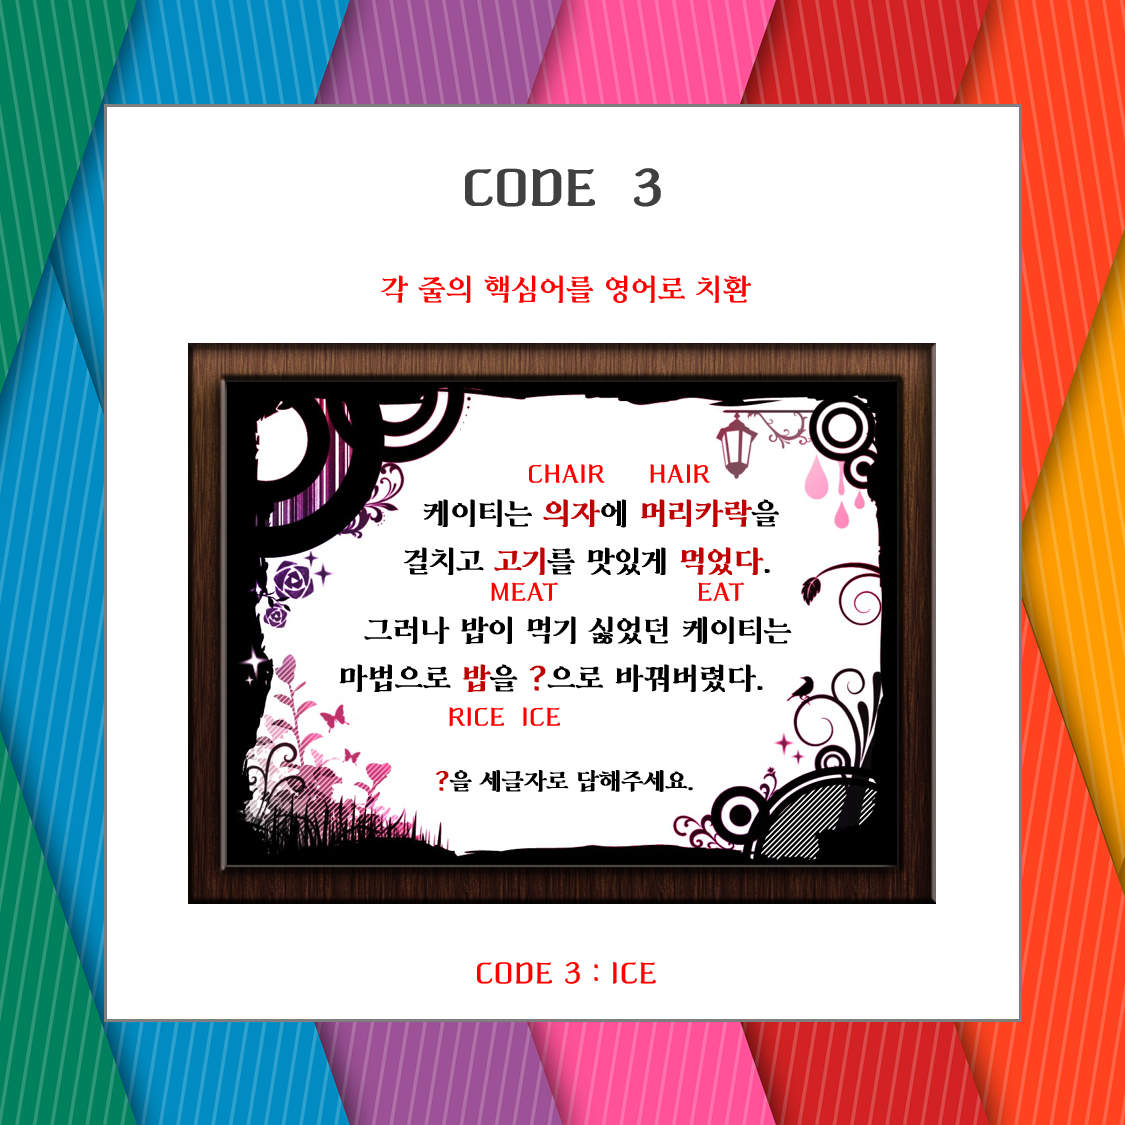 CODE 3
각 줄의 핵심어를 영어로 치환
CHAIR HAIR
케이티는 의자에 머리카락을
걸치고 고기를 맛있게 먹었다.
MEAT EAT
그러나 밥이 먹기 싫었던 케이티는
마법으로 밥을 ?으로 바꿔버렸다.
RICE ICE
?을 세글자로 답해주세요.
CODE 3 : ICE